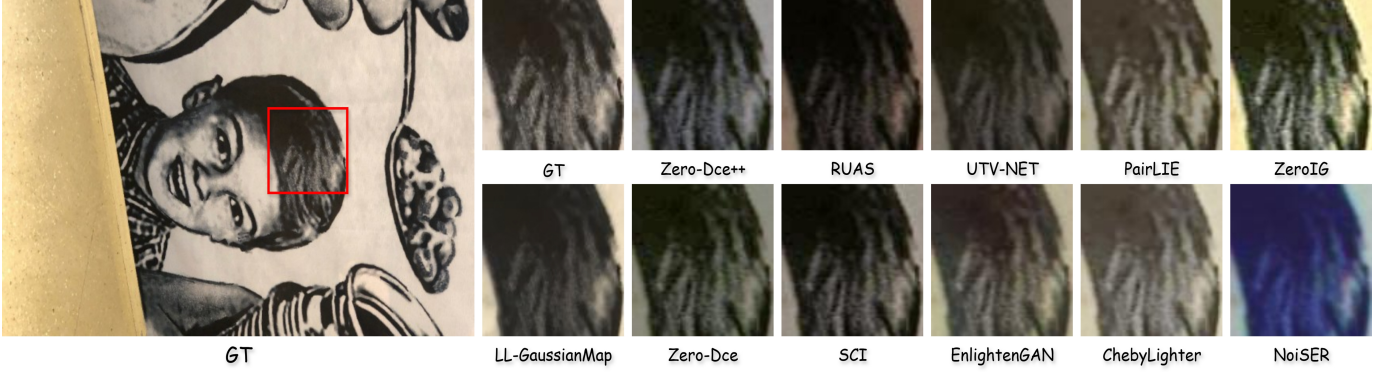 GT Zero-Dce++ RUAS UTV-NET PairLIE ZeroIG
GT LL-GaussianMap Zero-Dce SCI EnlightenGAN ChebyLighter NoiSER